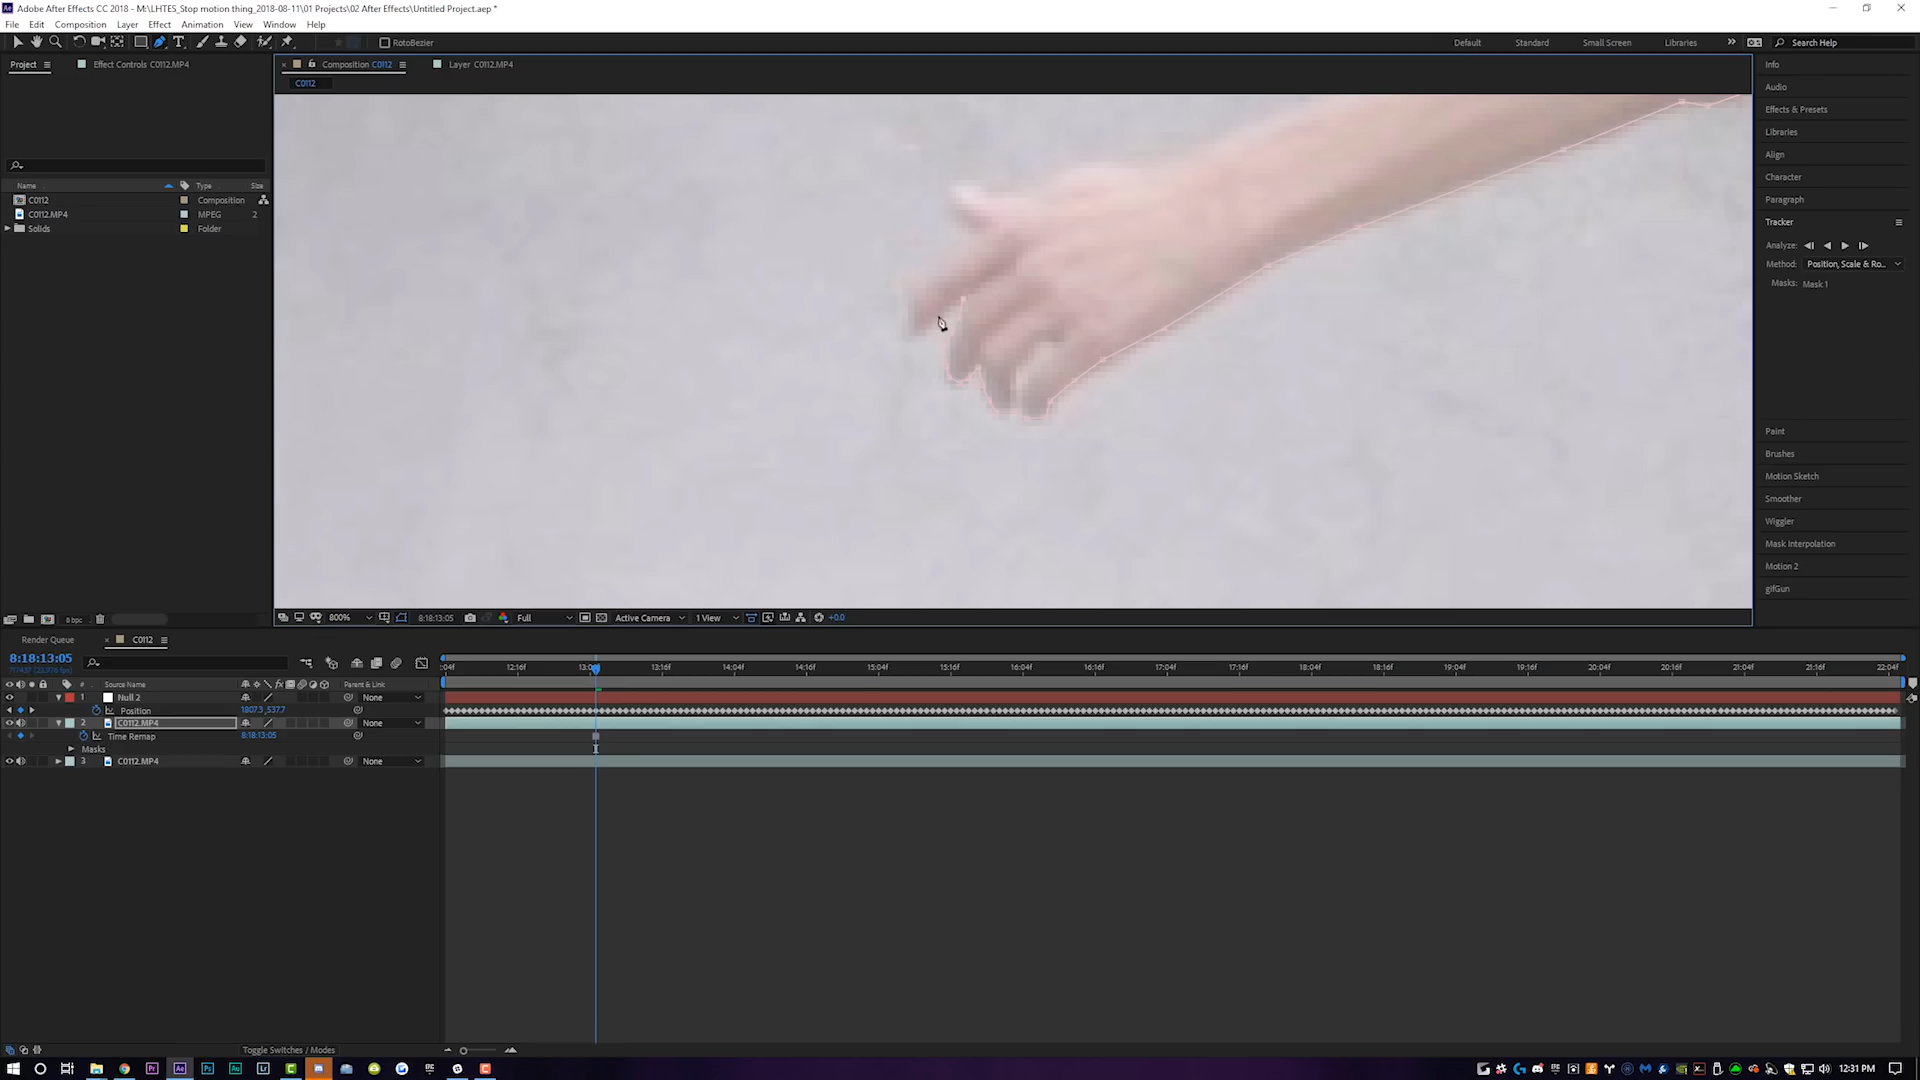 Adobe After Effects CC 2018 - M:\LHTES_Stop motion thing_2018-08-11\01 Projects\02 After Effects\Untitled Project.aep *
File Edit Composition Layer Effect Animation View Window Help
RotoBezier
Default Standard Small Screen Libraries
Search Help
Project
Effect Controls C0112.MP4
Composition C0112
Layer C0112.MP4
C0112
Name Type Size
C0112 Composition
C0112.MP4 MPEG 2
Solids Folder
Info
Audio
Effects & Presets
Libraries
Align
Character
Paragraph
Tracker
Analyze:
Method: Position, Scale & Ro...
Masks: Mask 1
Paint
Brushes
Motion Sketch
Smoother
Wiggler
Mask Interpolation
Motion 2
gifGun
8 bpc
800% 8:18:13:05 Full Active Camera 1 View +0.0
Render Queue
C0112
8:18:13:05
:04f 12:16f 13:04f 13:16f 14:04f 14:16f 15:04f 15:16f 16:04f 16:16f 17:04f 17:16f 18:04f 18:16f 19:04f 19:16f 20:04f 20:16f 21:04f 21:16f 22:04f
# Source Name Parent & Link
1 Null 2 None
Position 1807.3,537.7
2 C0112.MP4 None
Time Remap 8:18:13:05
Masks
3 C0112.MP4 None
Toggle Switches / Modes
12:31 PM